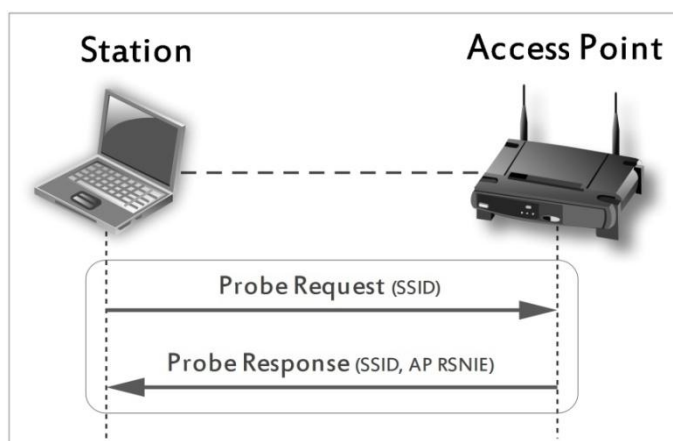 Station
Access Point
Probe Request (SSID)
Probe Response (SSID, AP RSNIE)